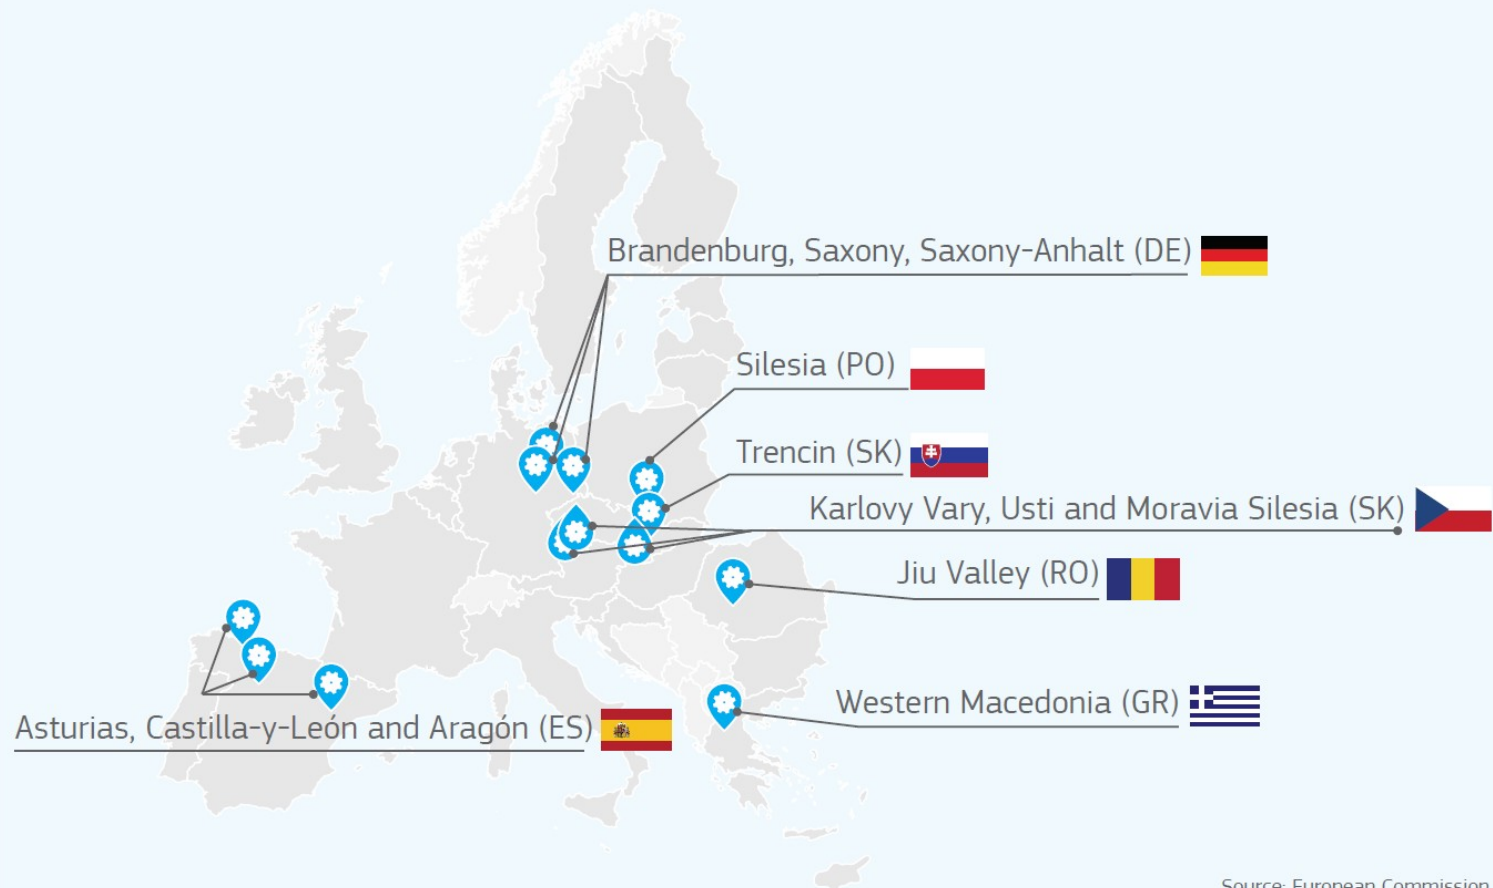 Brandenburg, Saxony, Saxony-Anhalt (DE)
Silesia (PO)
Trencin (SK)
Karlovy Vary, Usti and Moravia Silesia (SK)
Jiu Valley (RO)
Western Macedonia (GR)
Asturias, Castilla-y-León and Aragón (ES)
Source: European Commission